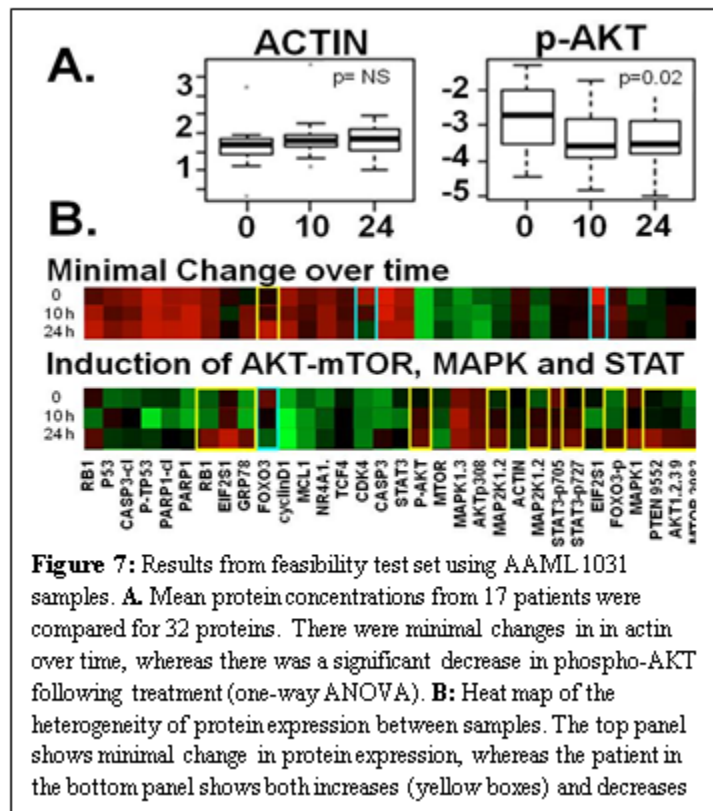 A.
ACTIN
p= NS
3
2
1
0 10 24
p-AKT
p=0.02
-2
-3
-4
-5
0 10 24
B.
Minimal Change over time
0
10 h
24 h
Induction of AKT-mTOR, MAPK and STAT
0
10 h
24 h
RB1
P53
CASP3-cl
P-TP53
PARP1-cl
PARP1
RB1
EIF2S1
GRP78
FOXO3
cyclinD1
MCL1
NR4A1.
TCF4
CDK4
CASP3
STAT3
P-AKT
MTOR
MAPK1.3
AKTp308
MAP2K1.2
ACTIN
MAP2K1.2
STAT3-p705
STAT3-p727
EIF2S1
FOXO3-p
MAPK1
PTEN 9552
AKT1.2.3 9
Figure 7: Results from feasibility test set using AAML 1031
samples. A. Mean protein concentrations from 17 patients were
compared for 32 proteins. There were minimal changes in in actin
over time, whereas there was a significant decrease in phospho-AKT
following treatment (one-way ANOVA). B: Heat map of the
heterogeneity of protein expression between samples. The top panel
shows minimal change in protein expression, whereas the patient in
the bottom panel shows both increases (yellow boxes) and decreases